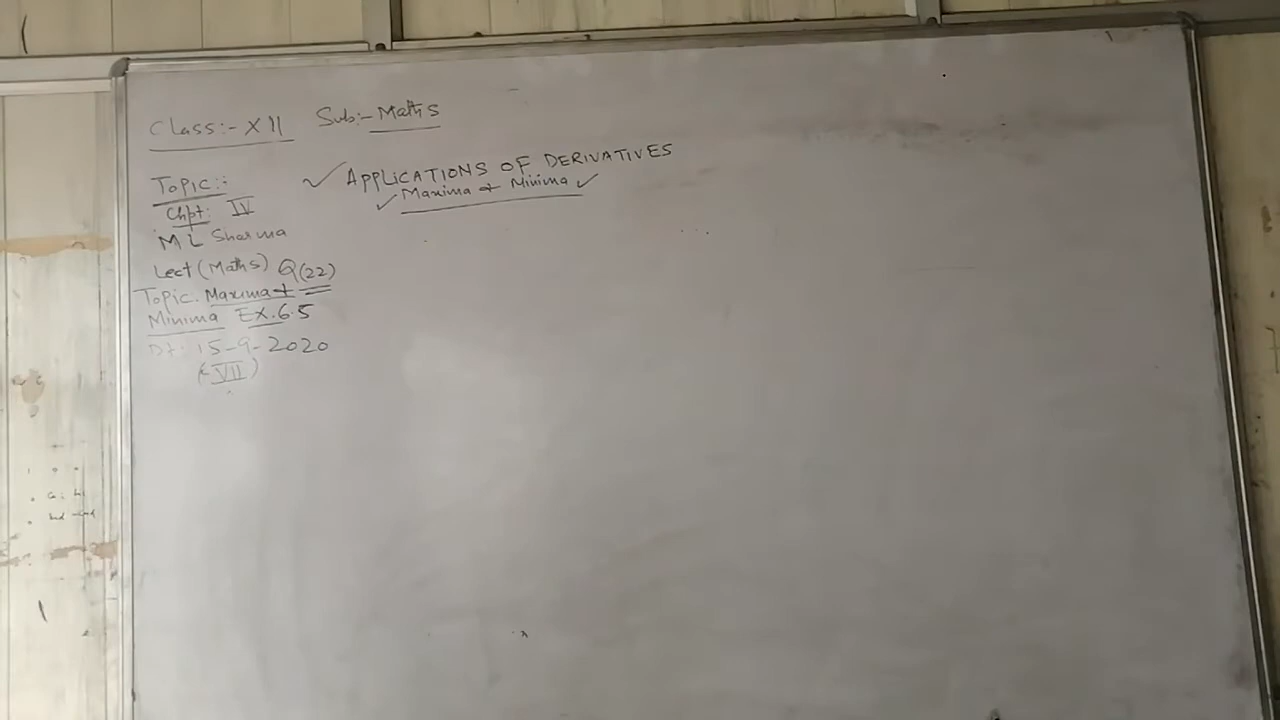 Class:- XII Sub:- Maths
Topic:: ✓ APPLICATIONS OF DERIVATIVES
✓ Maxima & Minima ✓
Chpt: IV
M L Sharma
Lect (Maths) Q(22)
Topic. Maxima &
Minima EX.6.5
Dt: 15-9-2020
(VII)